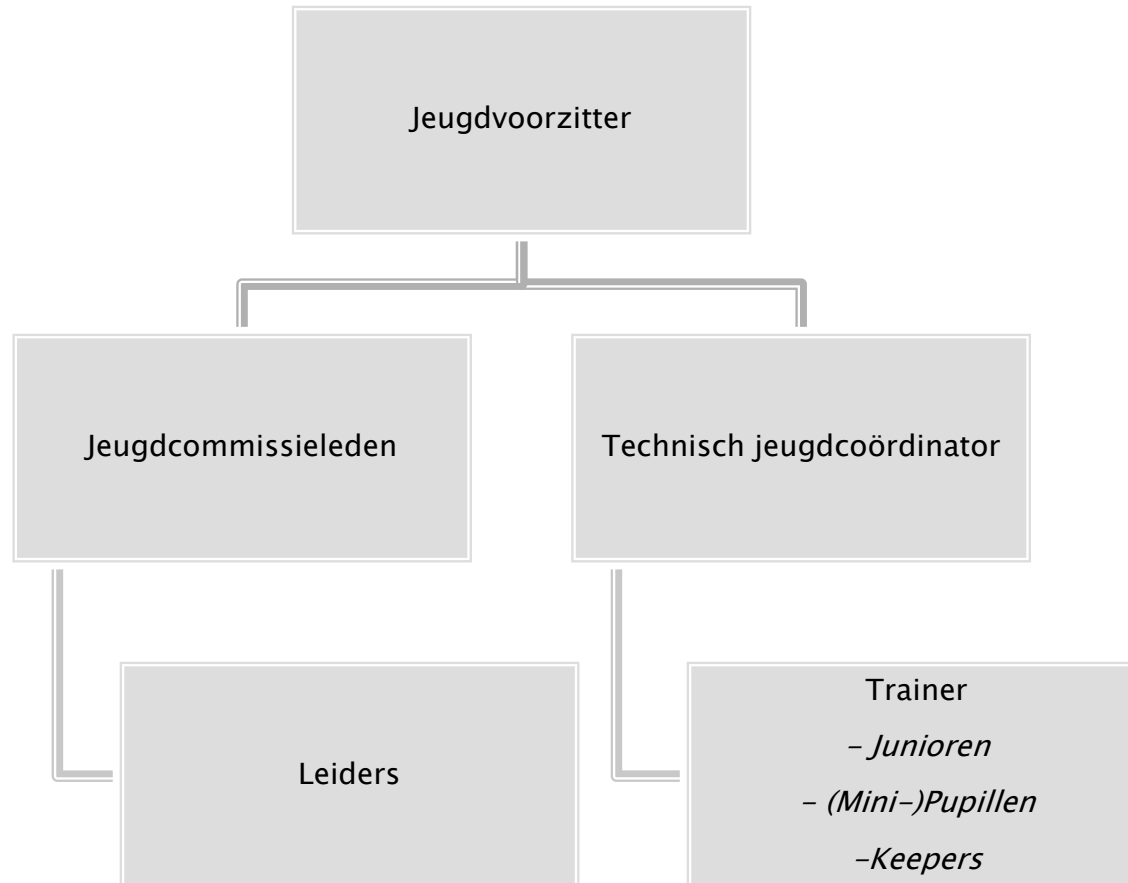 Jeugdvoorzitter
Jeugdcommissieleden
Technisch jeugdcoördinator
Leiders
Trainer
- Junioren
- (Mini-)Pupillen
-Keepers